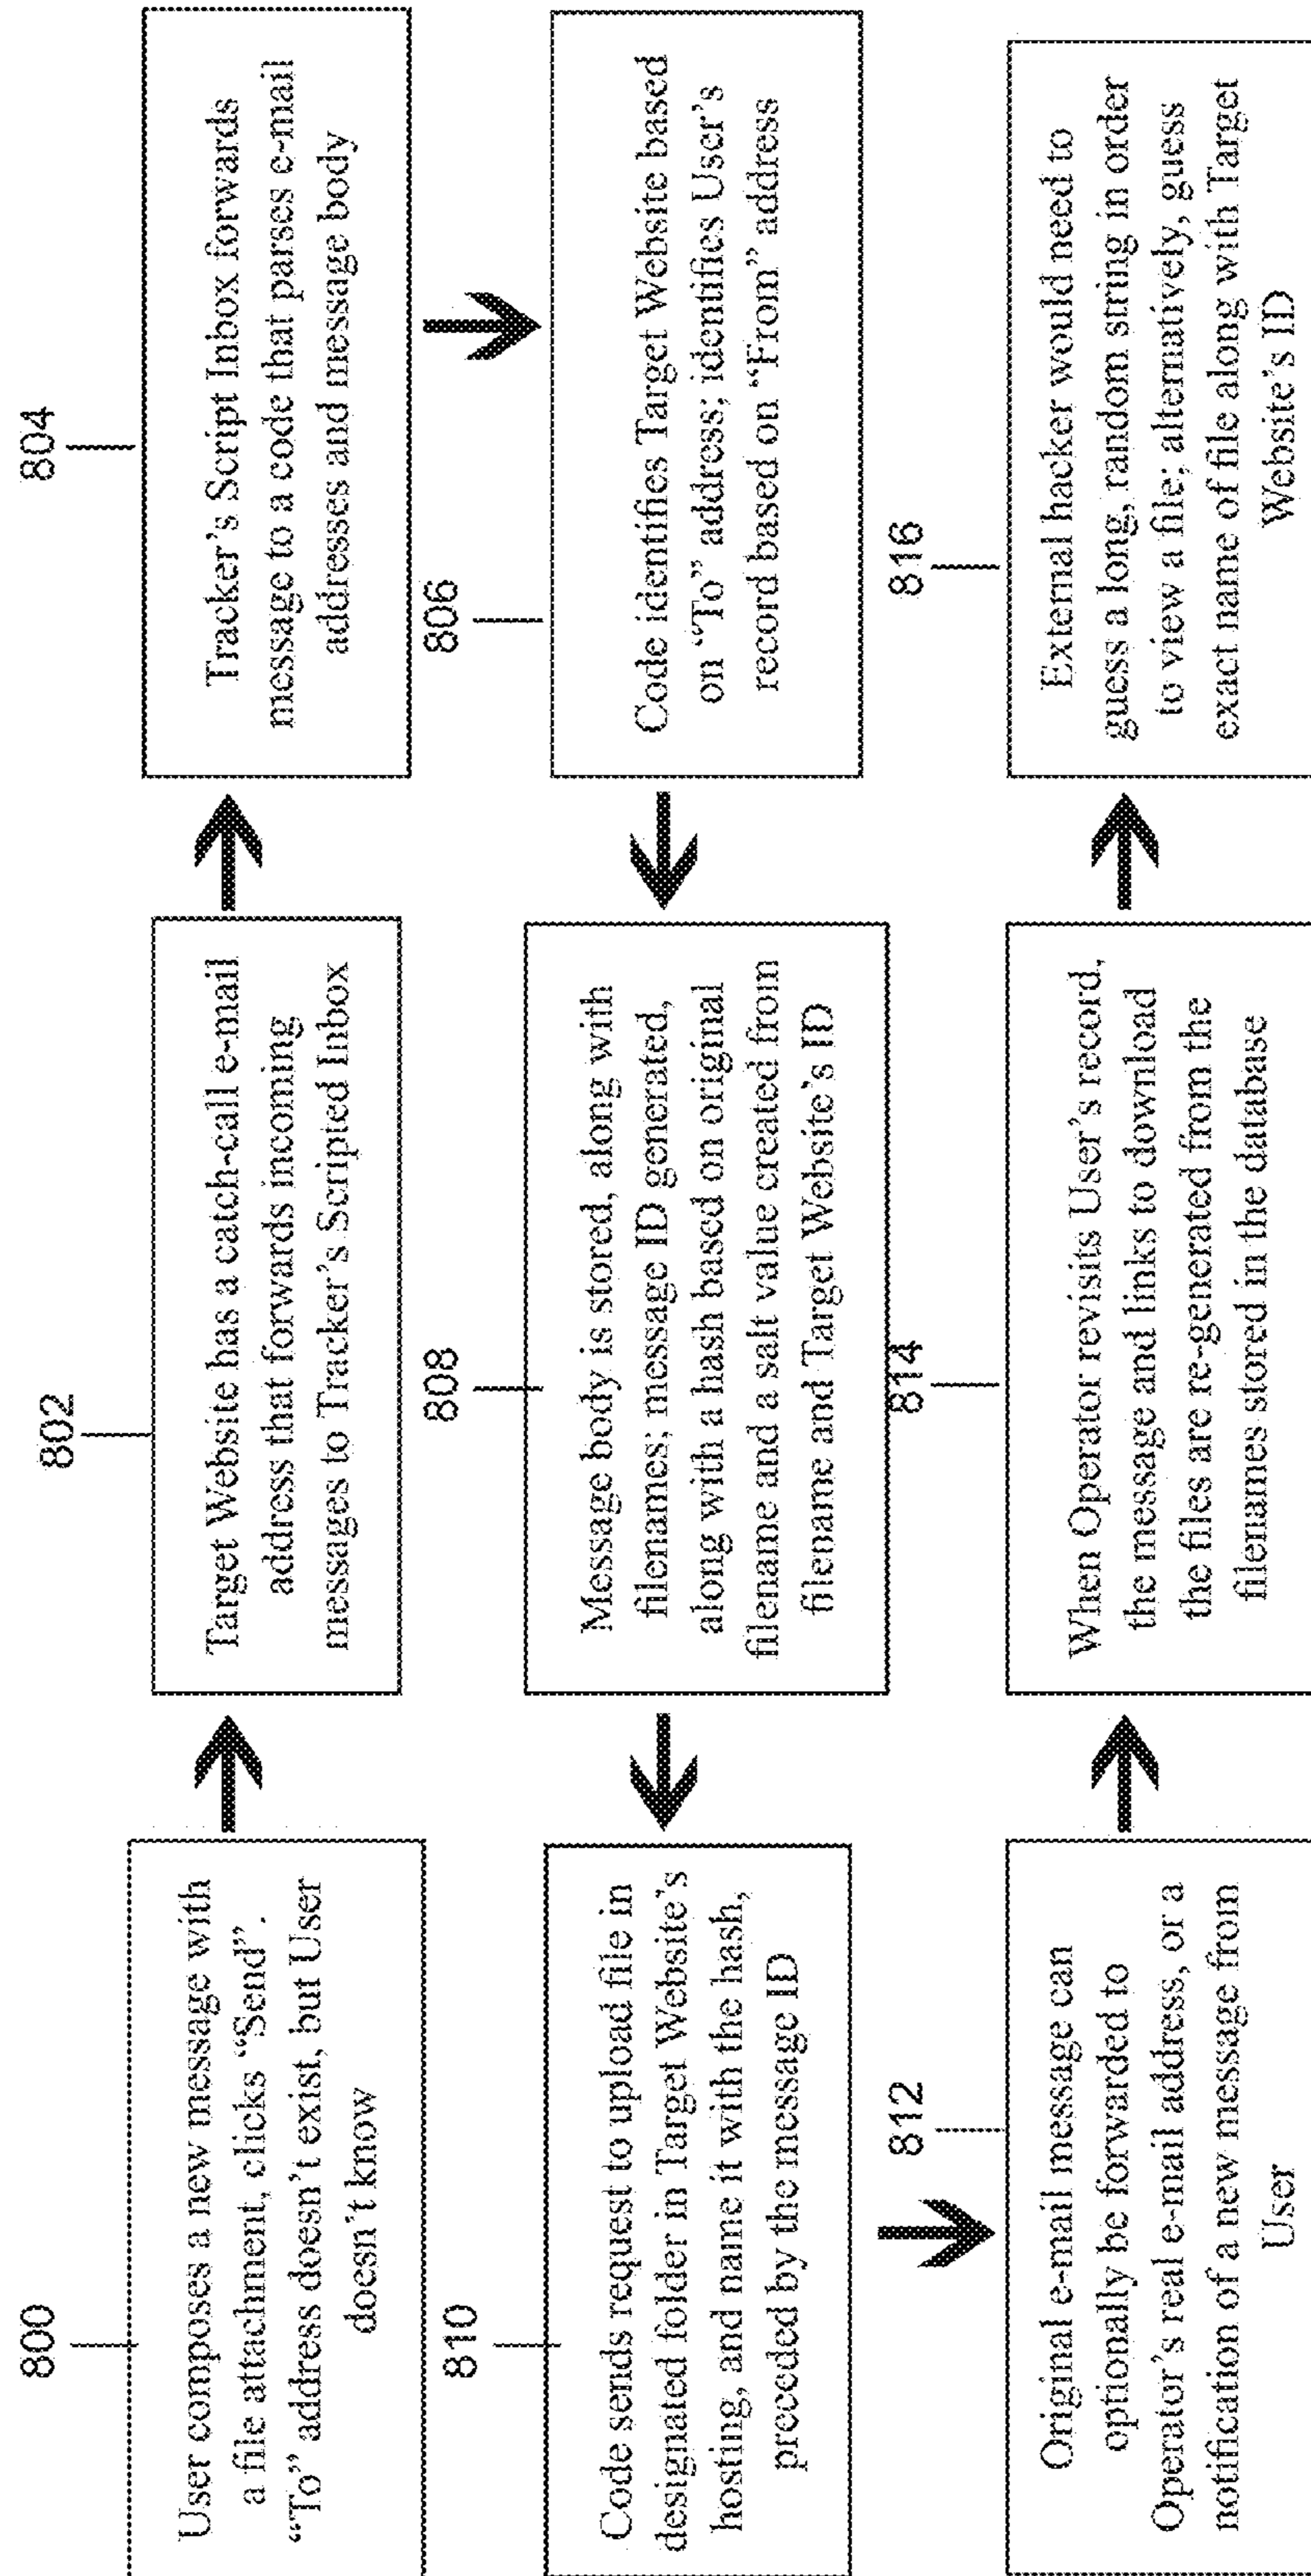 800
User composes a new message with
a file attachment, clicks “Send”.
“To” address doesn’t exist, but User
doesn’t know
802
Target Website has a catch-call e-mail
address that forwards incoming
messages to Tracker’s Scripted Inbox
804
Tracker’s Script Inbox forwards
message to a code that parses e-mail
addresses and message body
806
Code identifies Target Website based
on “To” address; identifies User’s
record based on “From” address
808
Message body is stored, along with
filenames; message ID generated,
along with a hash based on original
filename and a salt value created from
filename and Target Website’s ID
810
Code sends request to upload file in
designated folder in Target Website’s
hosting, and name it with the hash,
preceded by the message ID
812
Original e-mail message can
optionally be forwarded to
Operator’s real e-mail address, or a
notification of a new message from
User
814
When Operator revisits User’s record,
the message and links to download
the files are re-generated from the
filenames stored in the database
816
External hacker would need to
guess a long, random string in order
to view a file; alternatively, guess
exact name of file along with Target
Website’s ID